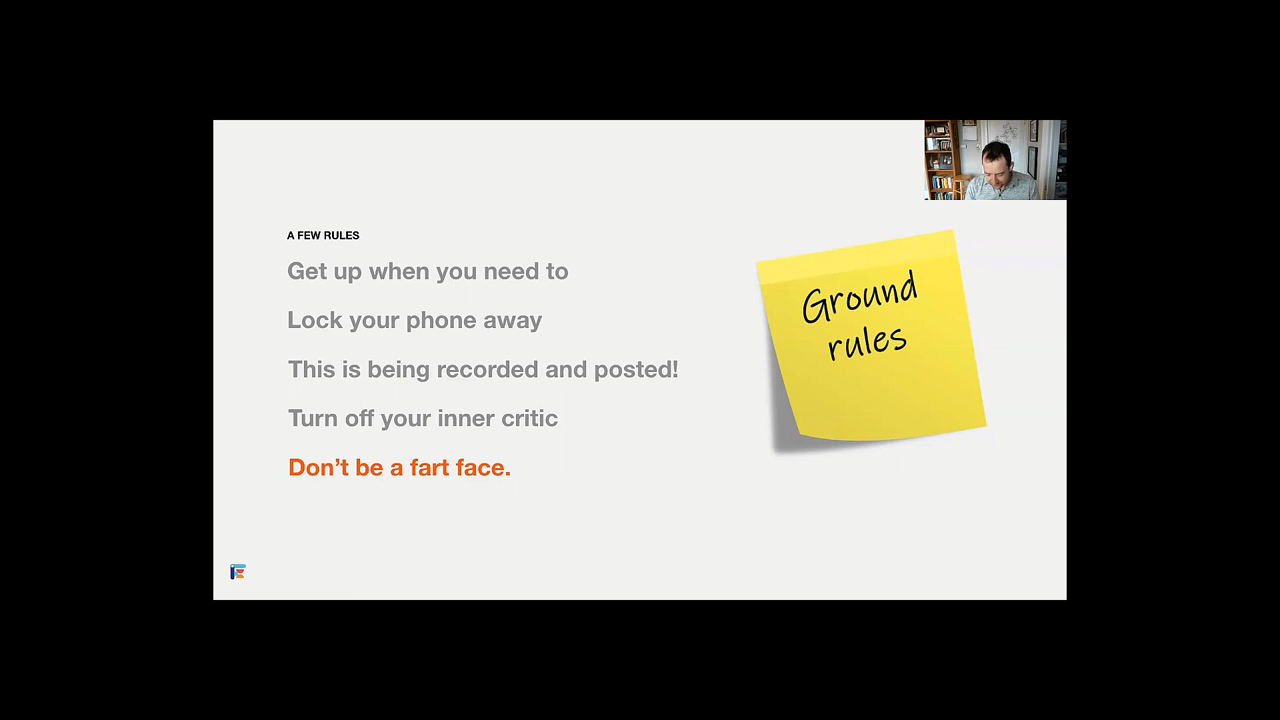 A FEW RULES
Get up when you need to
Lock your phone away
This is being recorded and posted!
Turn off your inner critic
Don’t be a fart face.
Ground
rules